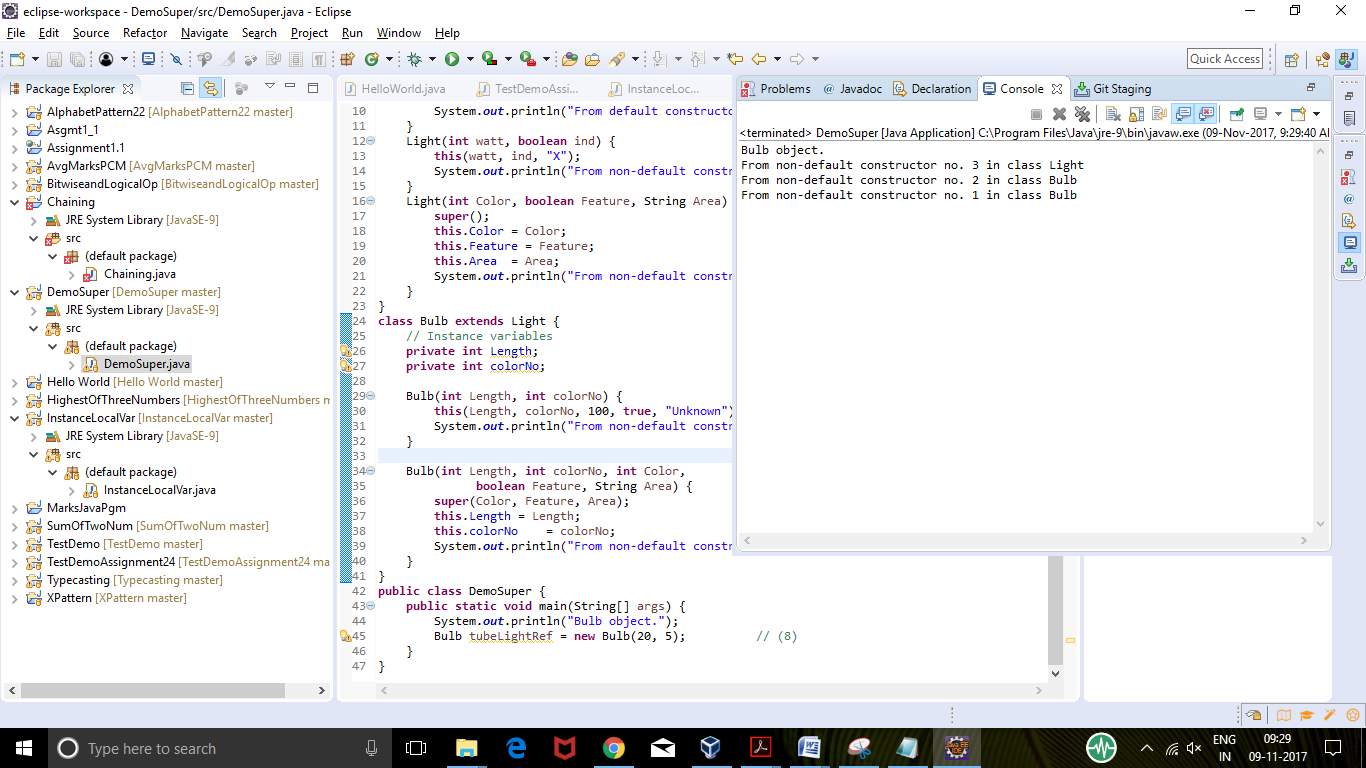 eclipse-workspace - DemoSuper/src/DemoSuper.java - Eclipse
File Edit Source Refactor Navigate Search Project Run Window Help
Quick Access
Package Explorer
AlphabetPattern22 [AlphabetPattern22 master]
Asgmt1_1
Assignment1.1
AvgMarksPCM [AvgMarksPCM master]
BitwiseandLogicalOp [BitwiseandLogicalOp master]
Chaining
JRE System Library [JavaSE-9]
src
(default package)
Chaining.java
DemoSuper [DemoSuper master]
JRE System Library [JavaSE-9]
src
(default package)
DemoSuper.java
Hello World [Hello World master]
HighestOfThreeNumbers [HighestOfThreeNumbers m
InstanceLocalVar [InstanceLocalVar master]
JRE System Library [JavaSE-9]
src
(default package)
InstanceLocalVar.java
MarksJavaPgm
SumOfTwoNum [SumOfTwoNum master]
TestDemo [TestDemo master]
TestDemoAssignment24 [TestDemoAssignment24 ma
Typecasting [Typecasting master]
XPattern [XPattern master]
HelloWorld.java TestDemoAssi... InstanceLoc...
10 System.out.println("From default constructo
11 }
12 Light(int watt, boolean ind) {
13 this(watt, ind, "X");
14 System.out.println("From non-default constr
15 }
16 Light(int Color, boolean Feature, String Area)
17 super();
18 this.Color = Color;
19 this.Feature = Feature;
20 this.Area = Area;
21 System.out.println("From non-default constr
22 }
23 }
24 class Bulb extends Light {
25 // Instance variables
26 private int Length;
27 private int colorNo;
28
29 Bulb(int Length, int colorNo) {
30 this(Length, colorNo, 100, true, "Unknown")
31 System.out.println("From non-default constr
32 }
33
34 Bulb(int Length, int colorNo, int Color,
35 boolean Feature, String Area) {
36 super(Color, Feature, Area);
37 this.Length = Length;
38 this.colorNo = colorNo;
39 System.out.println("From non-default constr
40 }
41 }
42 public class DemoSuper {
43 public static void main(String[] args) {
44 System.out.println("Bulb object.");
45 Bulb tubeLightRef = new Bulb(20, 5); // (8)
46 }
47 }
Problems @ Javadoc Declaration Console Git Staging
<terminated> DemoSuper [Java Application] C:\Program Files\Java\jre-9\bin\javaw.exe (09-Nov-2017, 9:29:40 AM
Bulb object.
From non-default constructor no. 3 in class Light
From non-default constructor no. 2 in class Bulb
From non-default constructor no. 1 in class Bulb
Type here to search
ENG
IN
09:29
09-11-2017